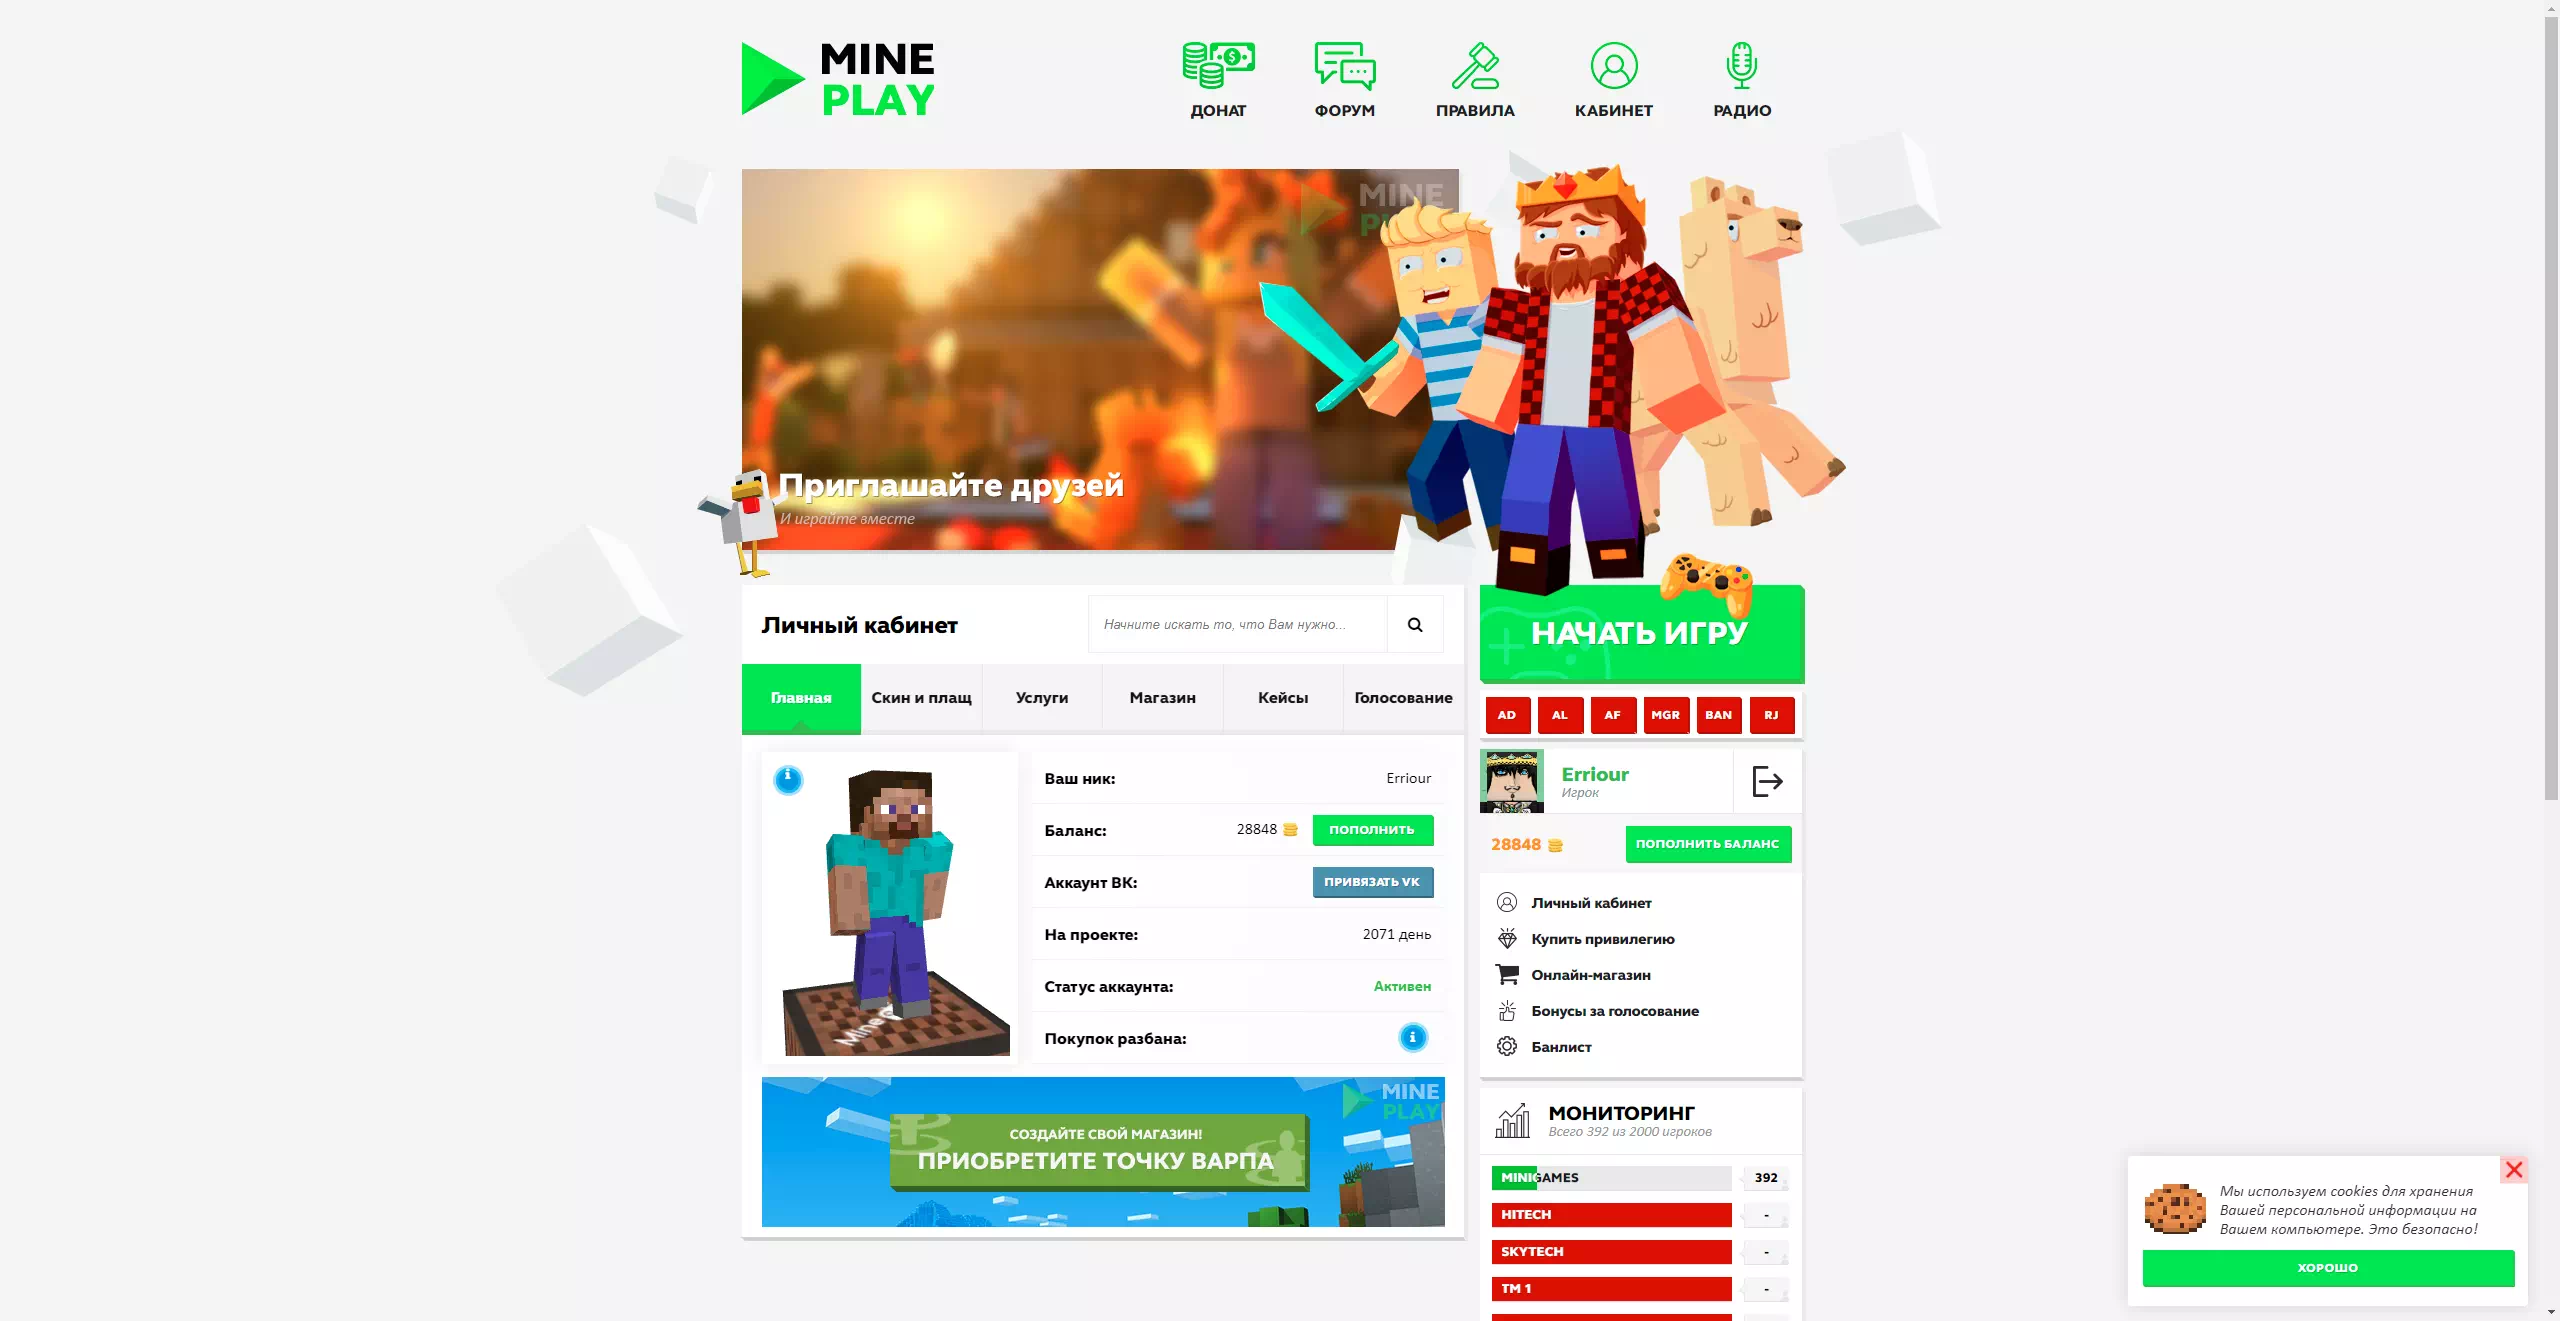 MINE
PLAY
ДОНАТ
ФОРУМ
ПРАВИЛА
КАБИНЕТ
РАДИО
MINE
Приглашайте друзей
И играйте вместе
Личный кабинет
Начните искать то, что Вам нужно...
НАЧАТЬ ИГРУ
Главная
Скин и плащ
Услуги
Магазин
Кейсы
Голосование
AD
AL
AF
MGR
BAN
RJ
Ваш ник:
Erriour
Баланс:
28848
ПОПОЛНИТЬ
Аккаунт ВК:
ПРИВЯЗАТЬ VK
На проекте:
2071 день
Статус аккаунта:
Активен
Покупок разбана:
MINE
PLAY
СОЗДАЙТЕ СВОЙ МАГАЗИН!
ПРИОБРЕТИТЕ ТОЧКУ ВАРПА
Erriour
Игрок
28848
ПОПОЛНИТЬ БАЛАНС
Личный кабинет
Купить привилегию
Онлайн-магазин
Бонусы за голосование
Банлист
МОНИТОРИНГ
Всего 392 из 2000 игроков
MINIGAMES
392
HITECH
-
SKYTECH
-
TM 1
-
Мы используем cookies для хранения
Вашей персональной информации на
Вашем компьютере. Это безопасно!
ХОРОШО